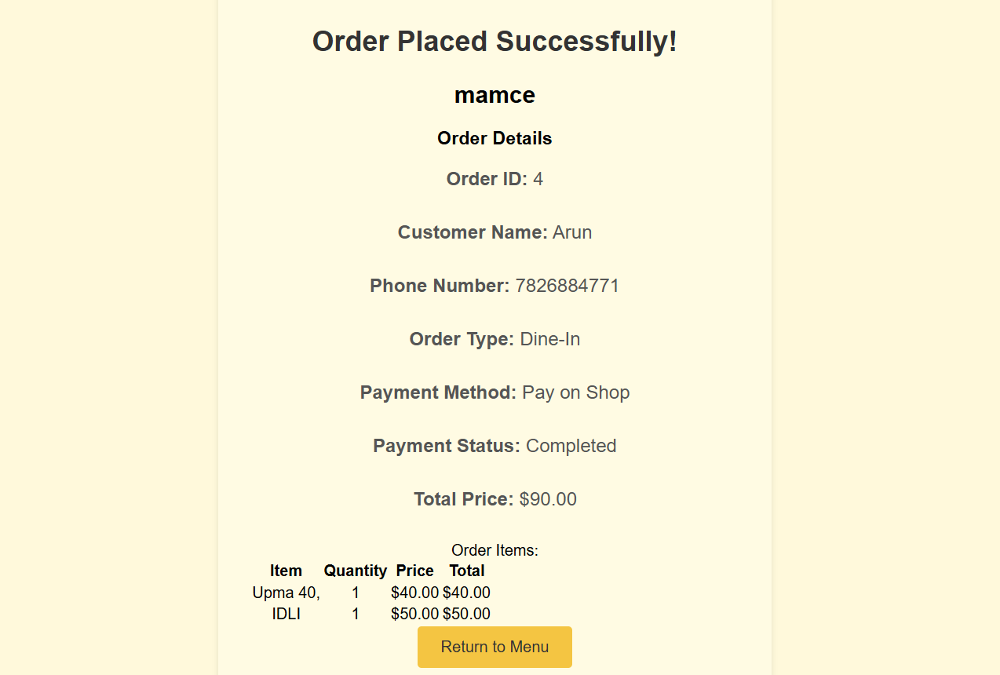 Order Placed Successfully!
mamce
Order Details
Order ID: 4
Customer Name: Arun
Phone Number: 7826884771
Order Type: Dine-In
Payment Method: Pay on Shop
Payment Status: Completed
Total Price: $90.00
Order Items:
Item Quantity Price Total
Upma 40, 1 $40.00 $40.00
IDLI 1 $50.00 $50.00
Return to Menu